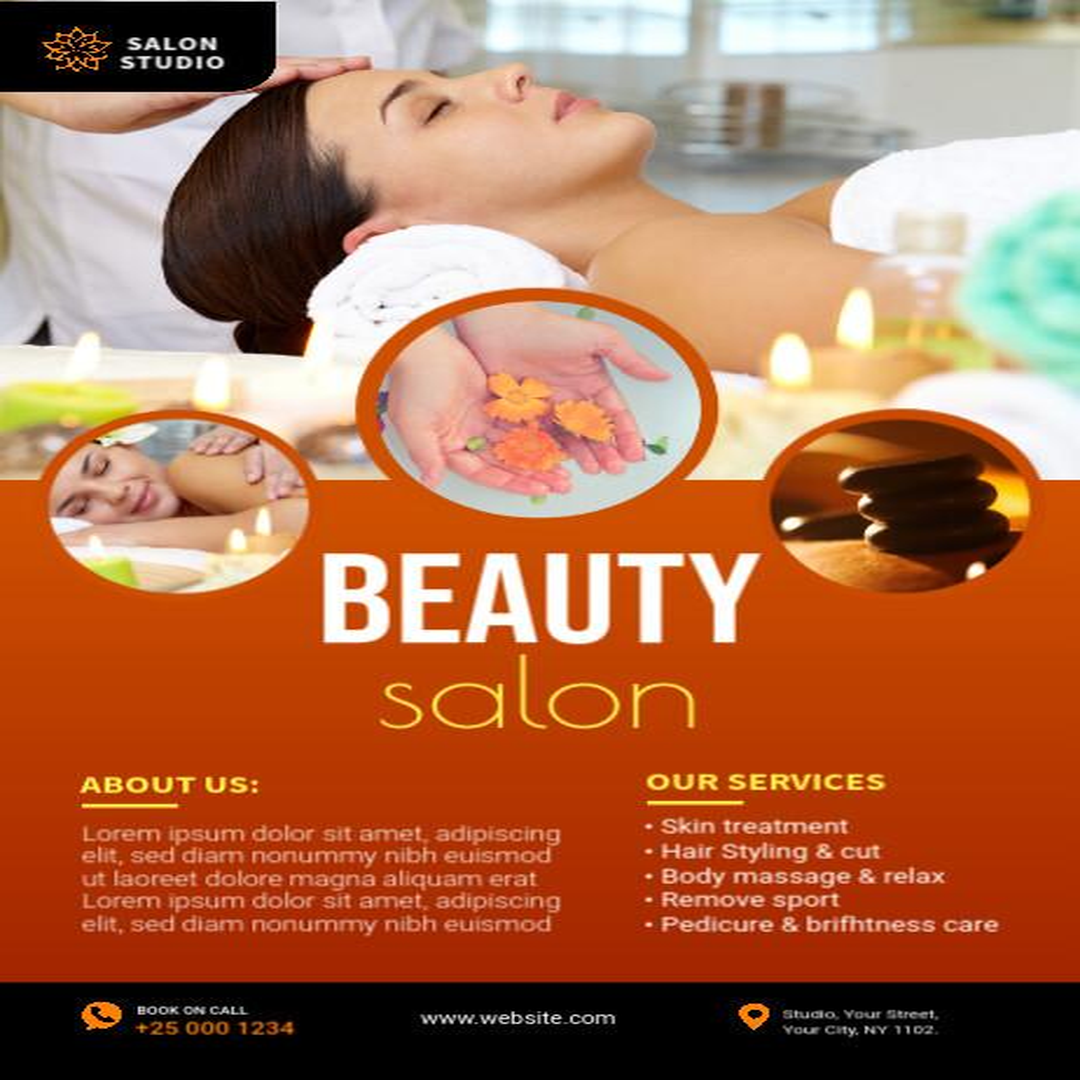 SALON
STUDIO
BEAUTY
salon
ABOUT US:
Lorem ipsum dolor sit amet, adipiscing
elit, sed diam nonummy nibh euismod
ut laoreet dolore magna aliquam erat
Lorem ipsum dolor sit amet, adipiscing
elit, sed diam nonummy nibh euismod
OUR SERVICES
• Skin treatment
• Hair Styling & cut
• Body massage & relax
• Remove sport
• Pedicure & brifhtness care
BOOK ON CALL
+25 000 1234
www.website.com
Studio, Your Street,
Your City, NY 1102.